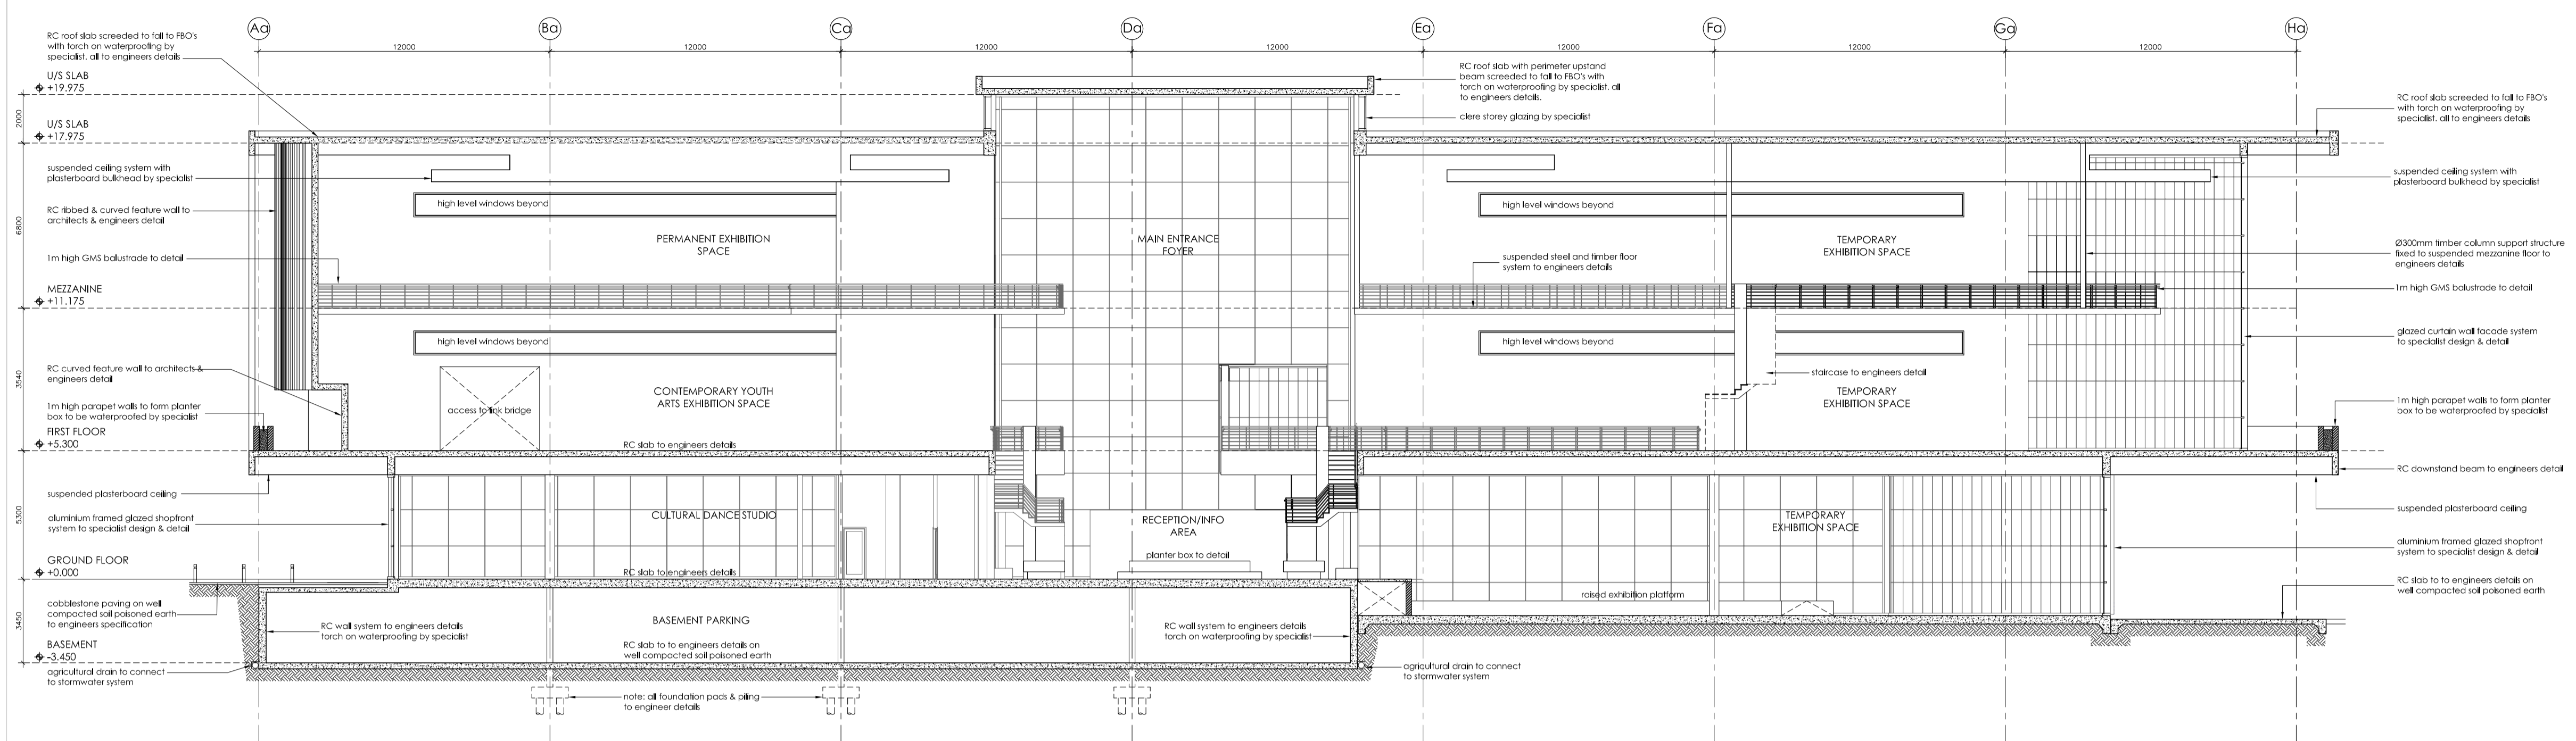 Aa
Ba
Ca
Da
Ea
Fa
Ga
Ha
12000
12000
12000
12000
12000
12000
12000
RC roof slab screeded to fall to FBO's
with torch on waterproofing by
specialist. all to engineers details
U/S SLAB
+19.975
2000
U/S SLAB
+17.975
suspended ceiling system with
plasterboard bulkhead by specialist
RC ribbed & curved feature wall to
architects & engineers detail
6800
1m high GMS balustrade to detail
MEZZANINE
+11.175
RC curved feature wall to architects &
engineers detail
3540
1m high parapet walls to form planter
box to be waterproofed by specialist
FIRST FLOOR
+5.300
suspended plasterboard ceiling
aluminium framed glazed shopfront
system to specialist design & detail
5300
GROUND FLOOR
+0.000
cobblestone paving on well
compacted soil poisoned earth
to engineers specification
3450
BASEMENT
-3.450
agricultural drain to connect
to stormwater system
high level windows beyond
PERMANENT EXHIBITION
SPACE
high level windows beyond
CONTEMPORARY YOUTH
ARTS EXHIBITION SPACE
access to link bridge
RC slab to engineers details
CULTURAL DANCE STUDIO
RC slab to engineers details
RC wall system to engineers details
torch on waterproofing by specialist
BASEMENT PARKING
RC slab to to engineers details on
well compacted soil poisoned earth
RC wall system to engineers details
torch on waterproofing by specialist
note: all foundation pads & pilling
to engineer details
MAIN ENTRANCE
FOYER
RECEPTION/INFO
AREA
planter box to detail
RC roof slab with perimeter upstand
beam screeded to fall to FBO's with
torch on waterproofing by specialist. all
to engineers details.
clere storey glazing by specialist
high level windows beyond
TEMPORARY
EXHIBITION SPACE
suspended steel and timber floor
system to engineers details
high level windows beyond
staircase to engineers detail
TEMPORARY
EXHIBITION SPACE
TEMPORARY
EXHIBITION SPACE
raised exhibition platform
agricultural drain to connect
to stormwater system
RC roof slab screeded to fall to FBO's
with torch on waterproofing by
specialist. all to engineers details
suspended ceiling system with
plasterboard bulkhead by specialist
Ø300mm timber column support structure
fixed to suspended mezzanine floor to
engineers details
1m high GMS balustrade to detail
glazed curtain wall facade system
to specialist design & detail
1m high parapet walls to form planter
box to be waterproofed by specialist
RC downstand beam to engineers detail
suspended plasterboard ceiling
aluminium framed glazed shopfront
system to specialist design & detail
RC slab to to engineers details on
well compacted soil poisoned earth